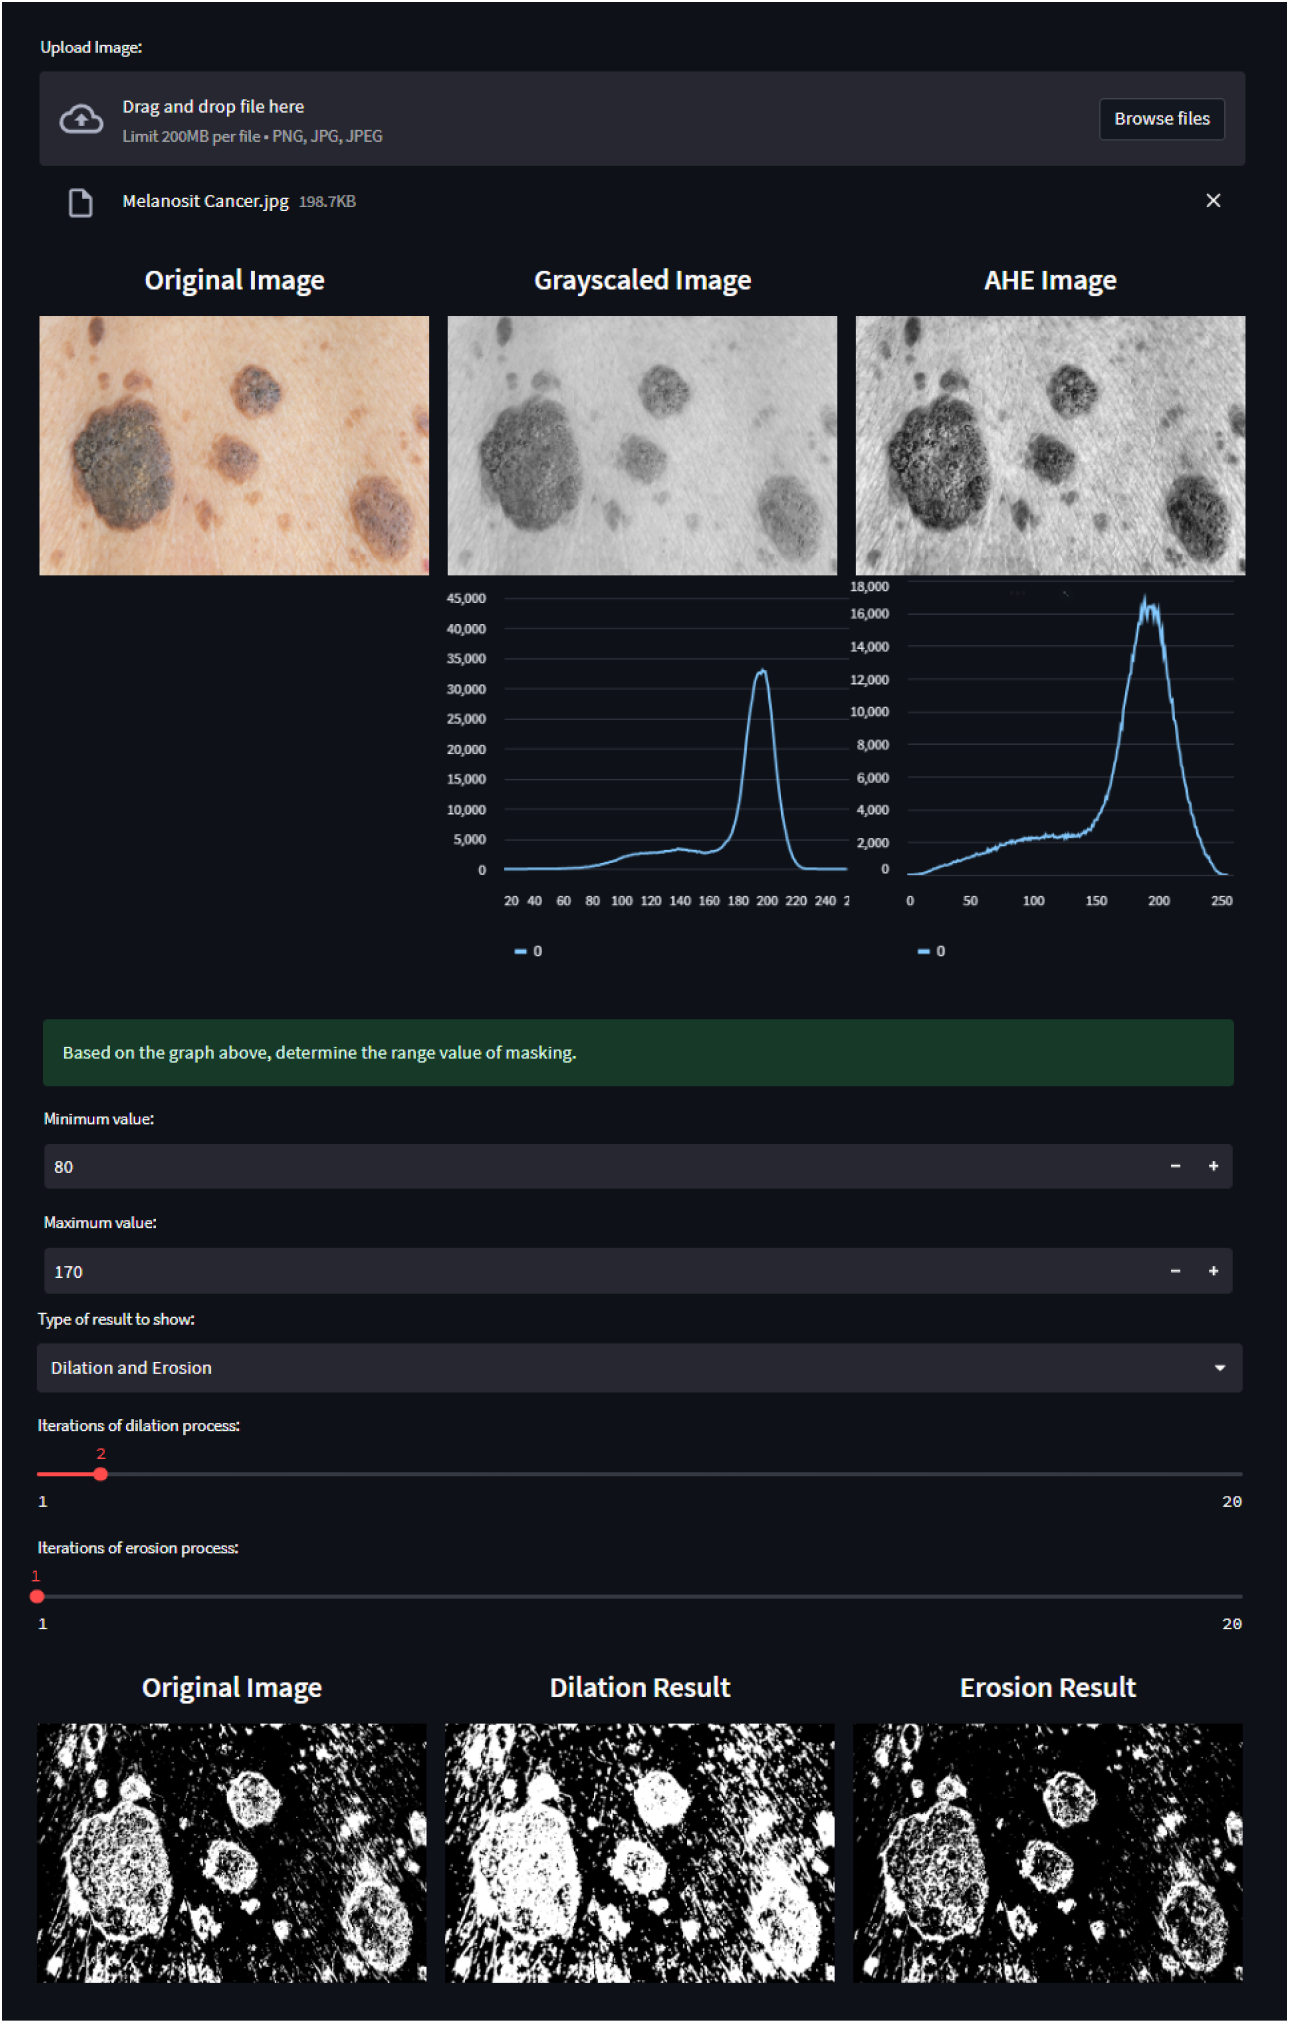 Upload Image:
Drag and drop file here
Limit 200MB per file • PNG, JPG, JPEG
Browse files
Melanosit Cancer.jpg 198.7KB
Original Image
Grayscaled Image
AHE Image
45,000
40,000
35,000
30,000
25,000
20,000
15,000
10,000
5,000
0
20 40 60 80 100 120 140 160 180 200 220 240
0
18,000
16,000
14,000
12,000
10,000
8,000
6,000
4,000
2,000
0
0 50 100 150 200 250
0
Based on the graph above, determine the range value of masking.
Minimum value:
80 - +
Maximum value:
170 - +
Type of result to show:
Dilation and Erosion
Iterations of dilation process:
2
1 20
Iterations of erosion process:
1
1 20
Original Image
Dilation Result
Erosion Result